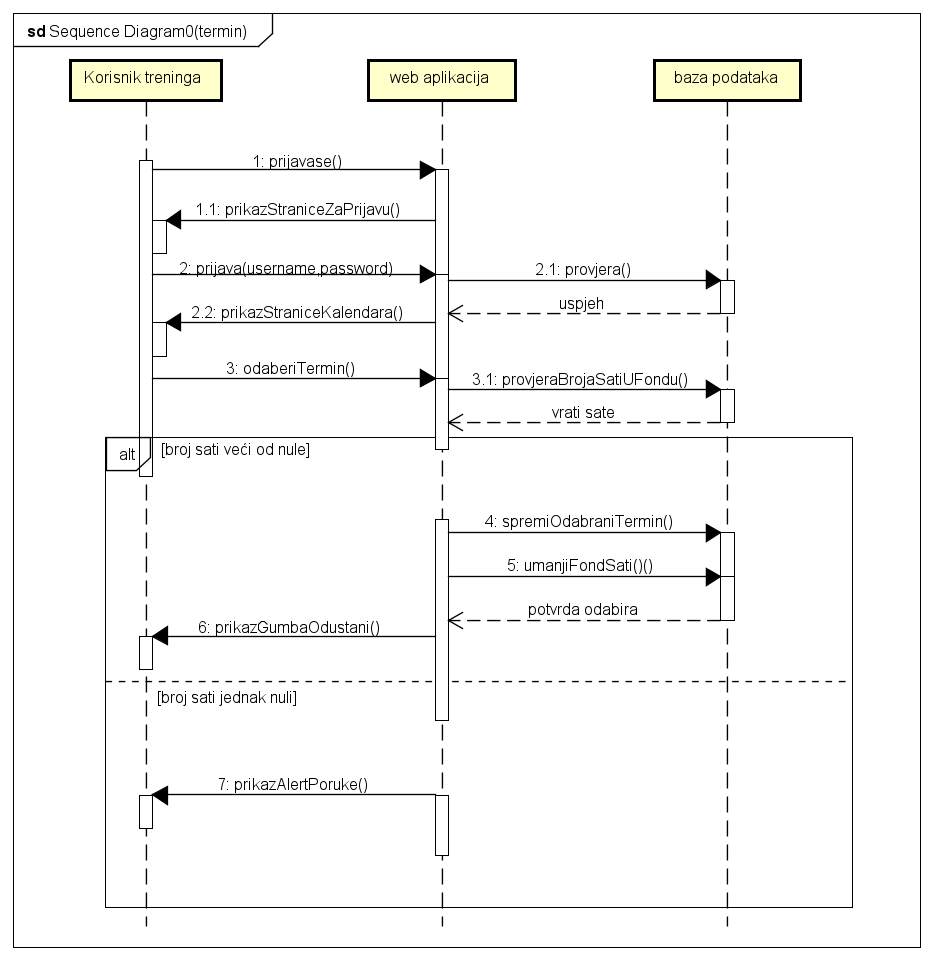 sd Sequence Diagram0(termin)
Korisnik treninga
web aplikacija
baza podataka
1: prijavase()
1.1: prikazStraniceZaPrijavu()
2: prijava(username,password)
2.1: provjera()
uspjeh
2.2: prikazStraniceKalendara()
3: odaberiTermin()
3.1: provjeraBrojaSatiUFondu()
vrati sate
alt
[broj sati veći od nule]
4: spremiOdabraniTermin()
5: umanjiFondSati()()
potvrda odabira
6: prikazGumbaOdustani()
[broj sati jednak nuli]
7: prikazAlertPoruke()